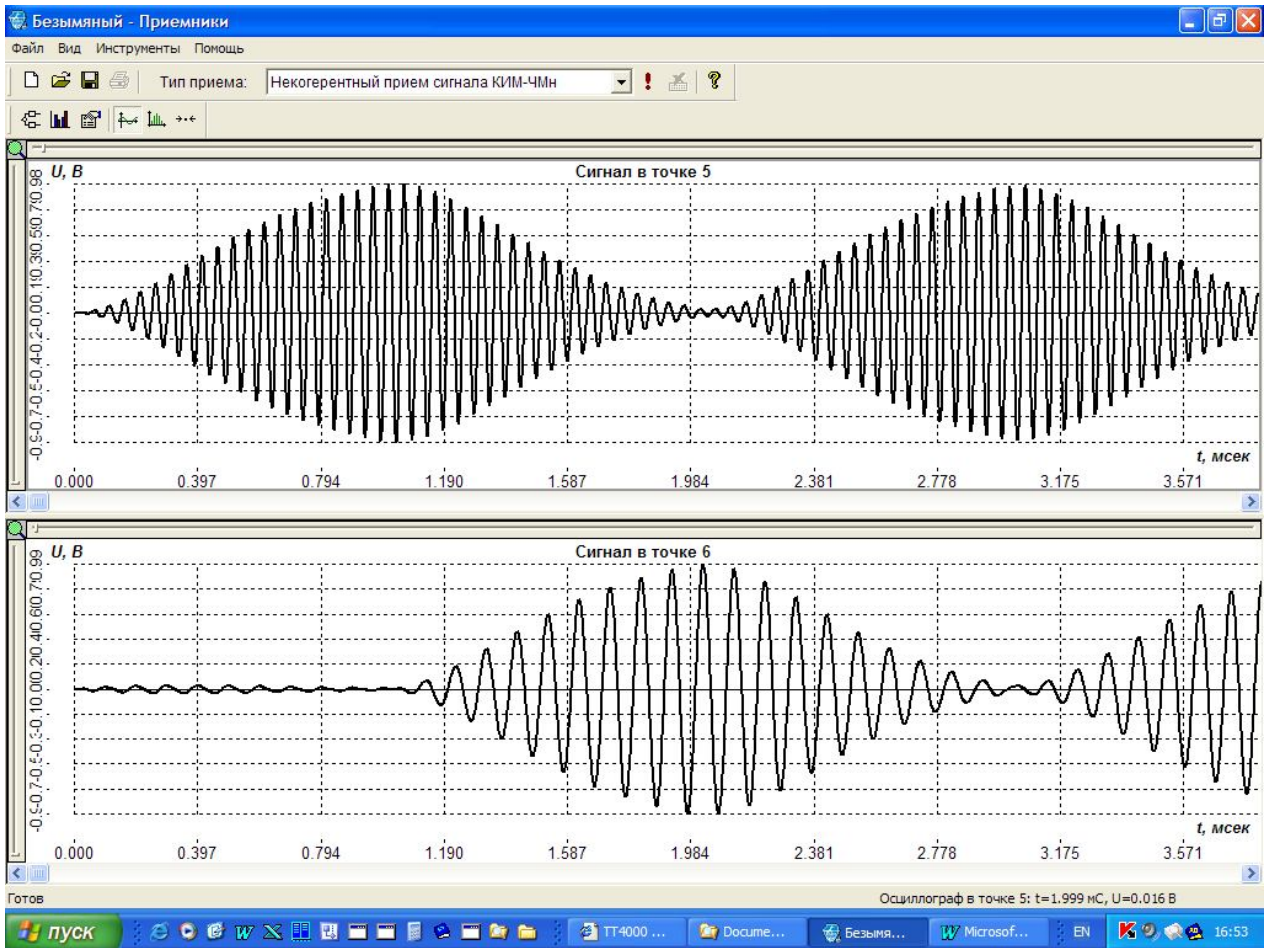 Безымяный - Приемники
Файл Вид Инструменты Помощь
Тип приема: Некогерентный прием сигнала КИМ-ЧМн
U, В
Сигнал в точке 5
t, мсек
0.000 0.397 0.794 1.190 1.587 1.984 2.381 2.778 3.175 3.571
U, В
Сигнал в точке 6
t, мсек
0.000 0.397 0.794 1.190 1.587 1.984 2.381 2.778 3.175 3.571
Готов
Осциллограф в точке 5: t=1.999 мС, U=0.016 В
пуск
TT4000 ...
Docume...
Безымя...
Microsof...
EN
16:53